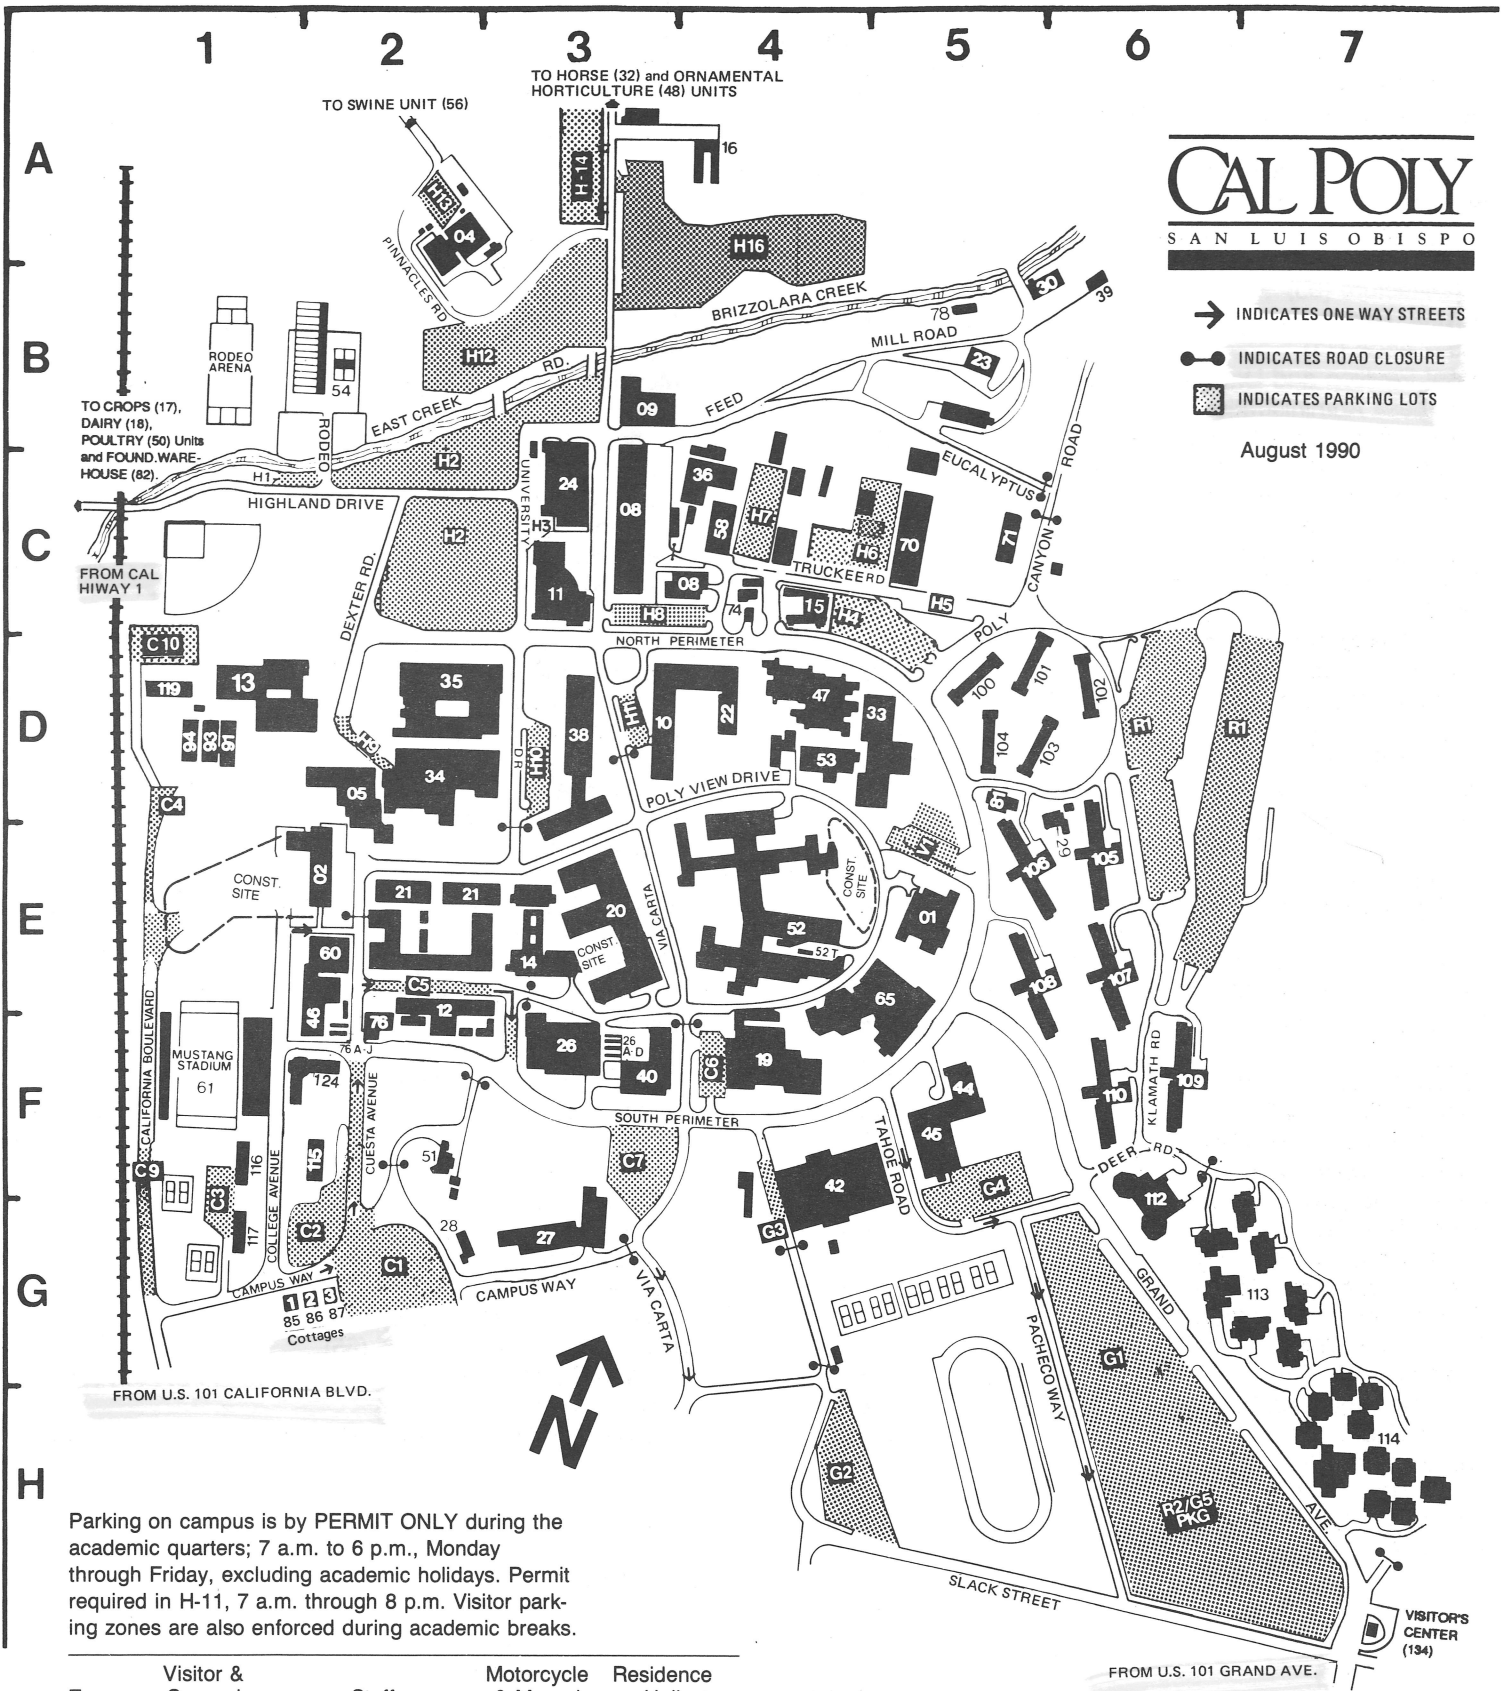 1 2 3 4 5 6 7
TO HORSE (32) and ORNAMENTAL
HORTICULTURE (48) UNITS
TO SWINE UNIT (56)
A
H-14
16
H13
04
PINNACLES RD
H16
CAL POLY
SAN LUIS OBISPO
INDICATES ONE WAY STREETS
INDICATES ROAD CLOSURE
INDICATES PARKING LOTS
August 1990
B
BRIZZOLARA CREEK
30
39
78
MILL ROAD
23
RODEO
ARENA
54
H12
EAST CREEK
RD.
09
FEED
TO CROPS (17),
DAIRY (18),
POULTRY (50) Units
and FOUND.WARE-
HOUSE (82).
RODEO
H1
H2
HIGHLAND DRIVE
UNIVERSITY
24
08
36
H7
58
EUCALYPTUS
ROAD
CANYON
POLY
C
FROM CAL
HIWAY 1
DEXTER RD.
H2
H3
11
H6
70
71
TRUCKEE RD
08
H8
74
15
H4
H5
NORTH PERIMETER
C10
119
13
D
94
93
91
35
H9
34
05
DR
H10
38
H11
10
22
47
33
53
100
101
102
103
104
R1
R1
C4
POLY VIEW DRIVE
V1
29
105
106
E
CONST.
SITE
02
21
21
20
CONST.
SITE
14
VIA CARTA
CONST.
SITE
52
52T
01
60
46
C5
12
76
76 A-J
65
107
108
CALIFORNIA BOULEVARD
MUSTANG
STADIUM
61
26
26
A-D
40
C6
19
F
124
CUESTA AVENUE
SOUTH PERIMETER
44
45
TAHOE ROAD
110
109
KLAMATH RD
DEER RD.
C9
116
115
51
C7
42
G4
112
C3
117
COLLEGE AVENUE
C2
28
27
G3
G
C1
CAMPUS WAY
CAMPUS WAY
1 2 3
85 86 87
Cottages
VIA CARTA
PACHECO WAY
GRAND
AVE.
G1
113
FROM U.S. 101 CALIFORNIA BLVD.
N
114
H
G2
R2/G5
PKG
SLACK STREET
VISITOR'S
CENTER
(134)
FROM U.S. 101 GRAND AVE.
Parking on campus is by PERMIT ONLY during the
academic quarters; 7 a.m. to 6 p.m., Monday
through Friday, excluding academic holidays. Permit
required in H-11, 7 a.m. through 8 p.m. Visitor park-
ing zones are also enforced during academic breaks.
Visitor & Motorcycle Residence